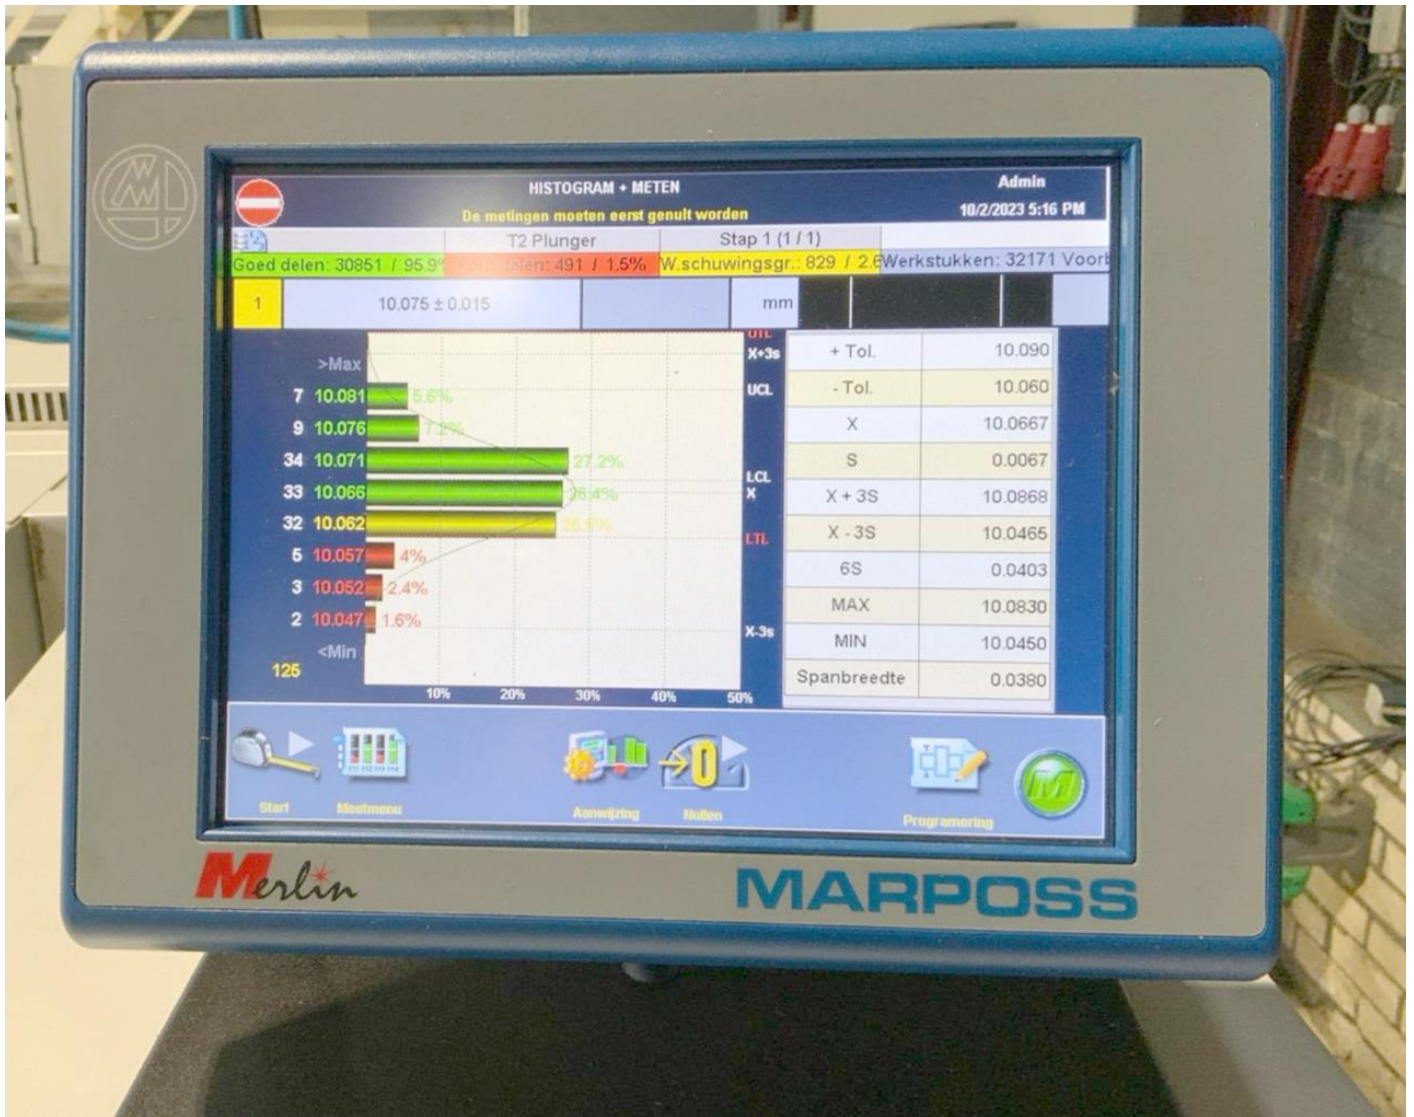 HISTOGRAM + METEN
Admin
De metingen moeten eerst genult worden
10/2/2023 5:16 PM
T2 Plunger
Stap 1 (1 / 1)
Goed delen: 30851 / 95.9%
delen: 491 / 1.5%
W.schuwingsgr.: 829 / 2.6
Werkstukken: 32171
1
10.075 ± 0.015
mm
>Max
7 10.081 5.6%
9 10.076 7.2%
34 10.071 27.2%
33 10.066 26.4%
32 10.062
5 10.057 4%
3 10.052 2.4%
2 10.047 1.6%
<Min
125
10% 20% 30% 40% 50%
UTL
X+3s
UCL
LCL
X
LTL
X-3s
+ Tol. 10.090
- Tol. 10.060
X 10.0667
S 0.0067
X + 3S 10.0868
X - 3S 10.0465
6S 0.0403
MAX 10.0830
MIN 10.0450
Spanbreedte 0.0380
Start
Meetmenu
Aanwijzing
Nullen
Programering
Merlin
MARPOSS